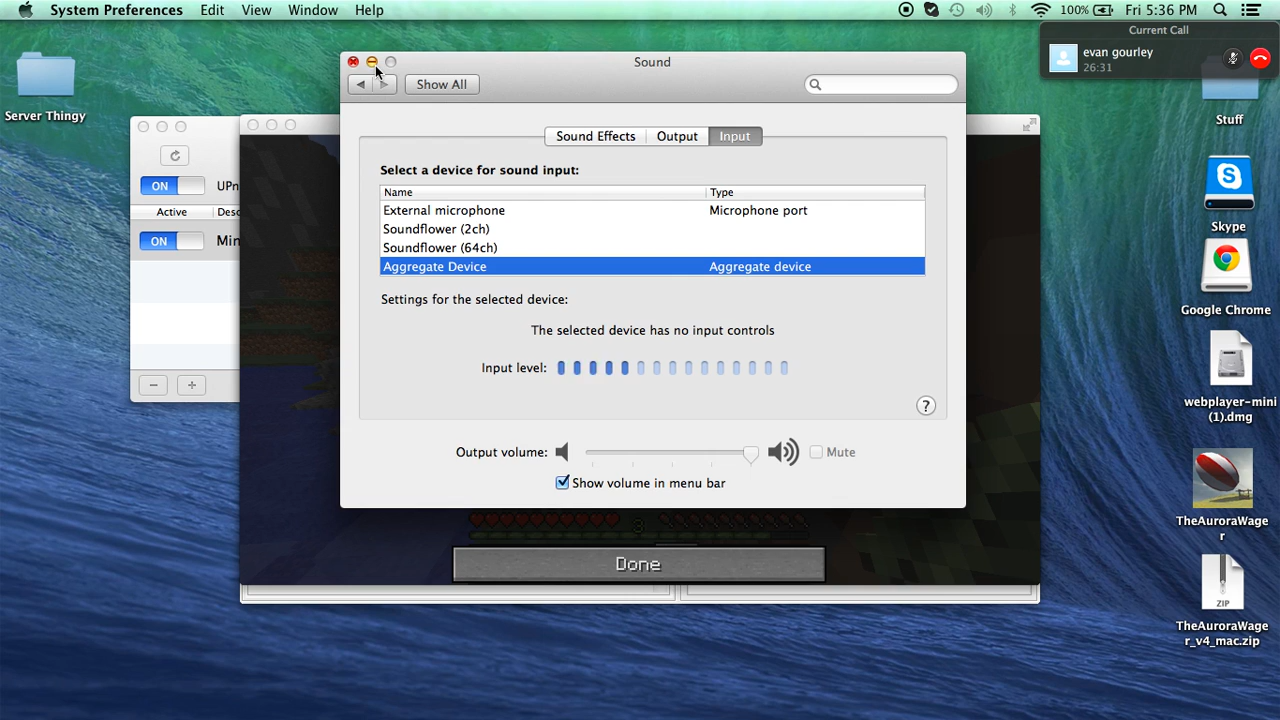 System Preferences Edit View Window Help 100% Fri 5:36 PM
Current Call
evan gourley
26:31
Server Thingy
Stuff
Sound
Show All
Sound Effects Output Input
Select a device for sound input:
Name Type
External microphone Microphone port
Soundflower (2ch)
Soundflower (64ch)
Aggregate Device Aggregate device
Settings for the selected device:
The selected device has no input controls
Input level:
?
Output volume: Mute
Show volume in menu bar
ON UPn
Active Desc
ON Min
3
Done
Skype
Google Chrome
webplayer-mini
(1).dmg
TheAuroraWage
r
ZIP
TheAuroraWage
r_v4_mac.zip